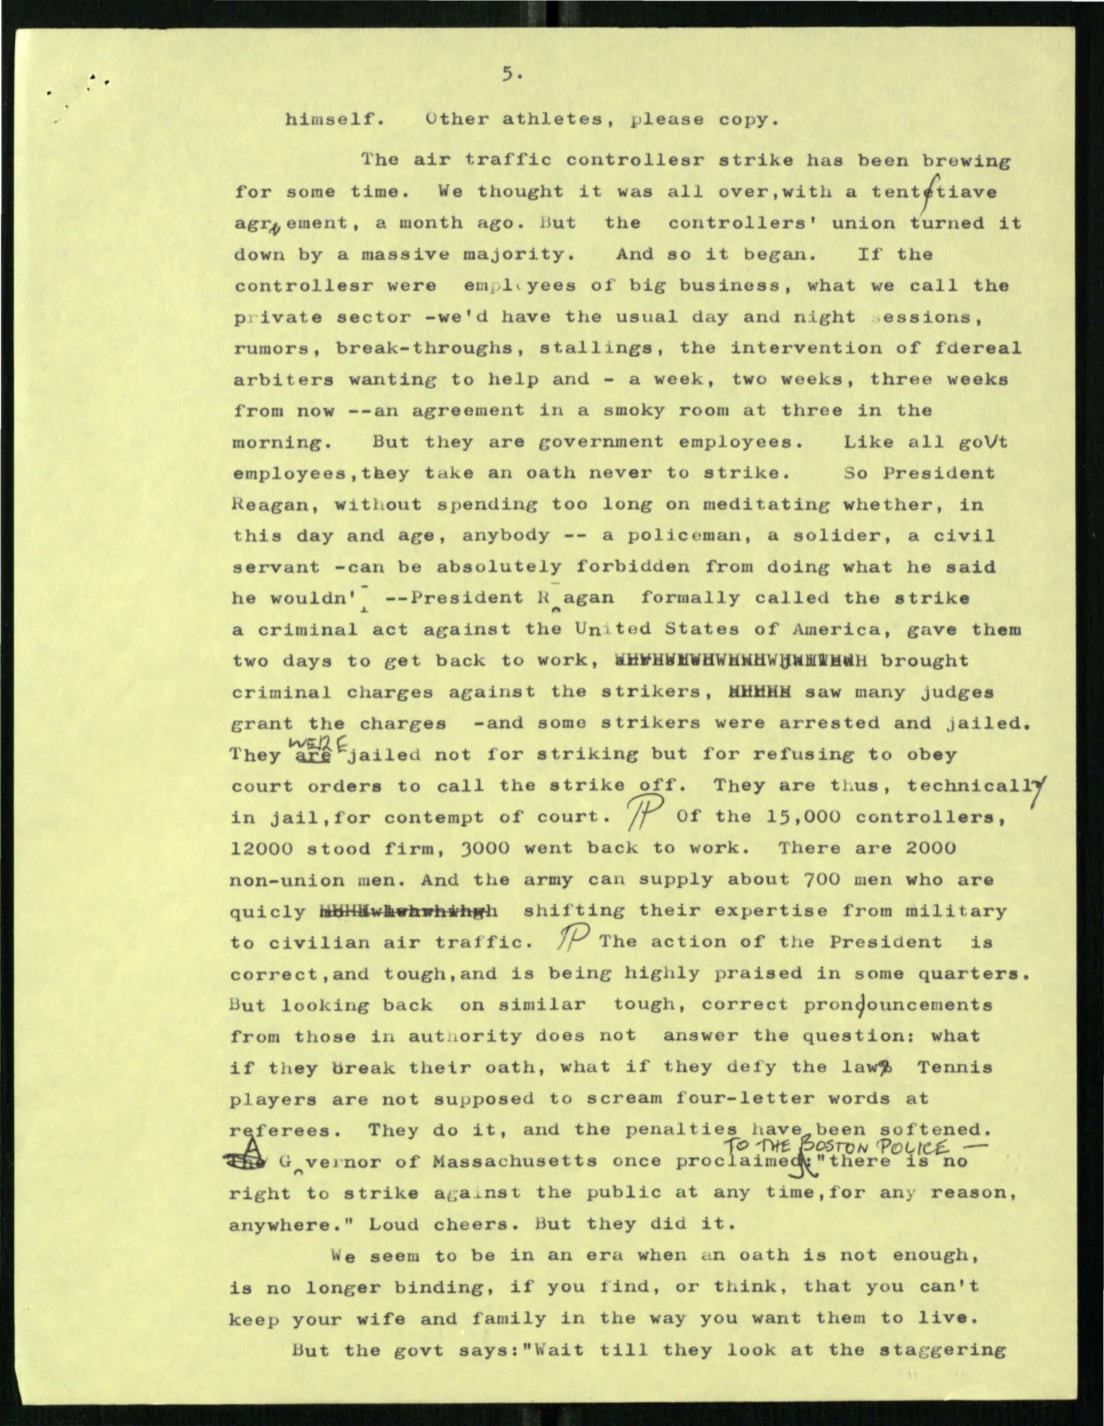 5.
himself. Other athletes, please copy.
The air traffic controllesr strike has been brewing
for some time. We thought it was all over,with a tentetiave
agreement, a month ago. But the controllers' union turned it
down by a massive majority. And so it began. If the
controllesr were employees of big business, what we call the
private sector -we'd have the usual day and night sessions,
rumors, break-throughs, stallings, the intervention of fdereal
arbiters wanting to help and - a week, two weeks, three weeks
from now --an agreement in a smoky room at three in the
morning. But they are government employees. Like all goVt
employees,they take an oath never to strike. So President
Reagan, without spending too long on meditating whether, in
this day and age, anybody -- a policeman, a solider, a civil
servant -can be absolutely forbidden from doing what he said
he wouldn't --President Reagan formally called the strike
a criminal act against the United States of America, gave them
two days to get back to work, brought
criminal charges against the strikers, HHHHH saw many judges
grant the charges -and some strikers were arrested and jailed.
They are WERE jailed not for striking but for refusing to obey
court orders to call the strike off. They are thus, technically
in jail,for contempt of court. Of the 15,000 controllers,
12000 stood firm, 3000 went back to work. There are 2000
non-union men. And the army can supply about 700 men who are
quicly shifting their expertise from military
to civilian air traffic. The action of the President is
correct,and tough,and is being highly praised in some quarters.
But looking back on similar tough, correct pronouncements
from those in authority does not answer the question: what
if they break their oath, what if they defy the law? Tennis
players are not supposed to scream four-letter words at
referees. They do it, and the penalties have been softened.
A Governor of Massachusetts once proclaimed TO THE BOSTON POLICE — "there is no
right to strike against the public at any time,for any reason,
anywhere." Loud cheers. But they did it.
We seem to be in an era when an oath is not enough,
is no longer binding, if you find, or think, that you can't
keep your wife and family in the way you want them to live.
But the govt says:"Wait till they look at the staggering